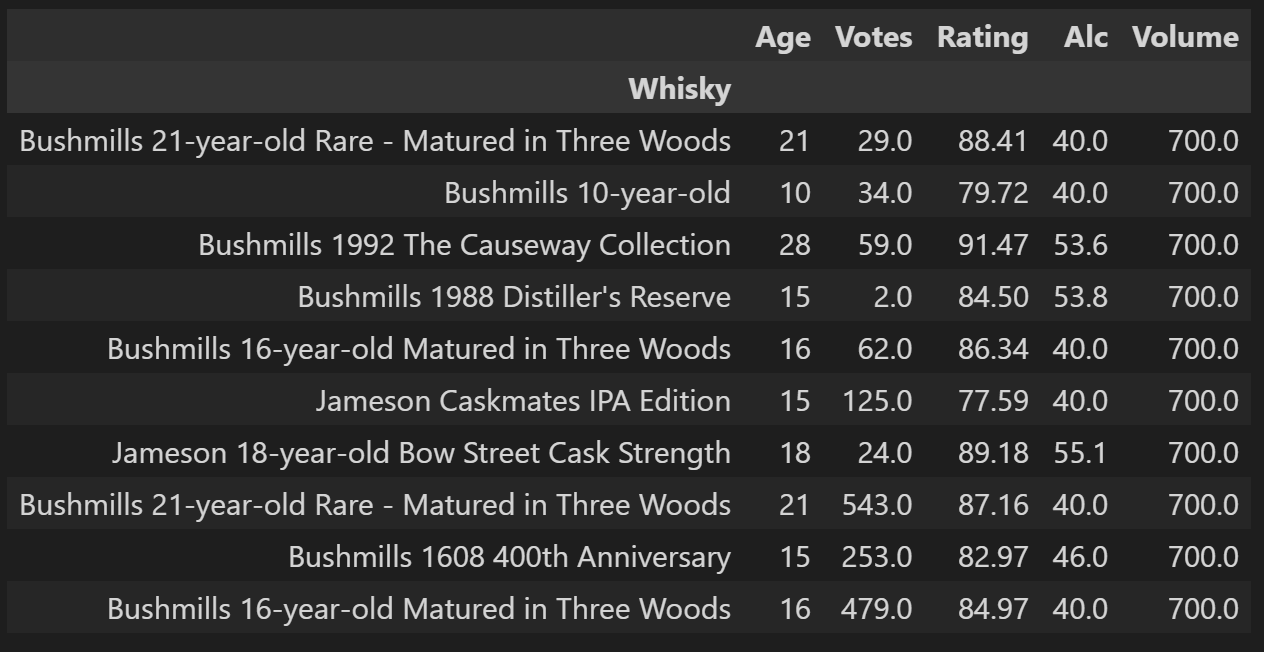 Age Votes Rating Alc Volume
Whisky
Bushmills 21-year-old Rare - Matured in Three Woods 21 29.0 88.41 40.0 700.0
Bushmills 10-year-old 10 34.0 79.72 40.0 700.0
Bushmills 1992 The Causeway Collection 28 59.0 91.47 53.6 700.0
Bushmills 1988 Distiller's Reserve 15 2.0 84.50 53.8 700.0
Bushmills 16-year-old Matured in Three Woods 16 62.0 86.34 40.0 700.0
Jameson Caskmates IPA Edition 15 125.0 77.59 40.0 700.0
Jameson 18-year-old Bow Street Cask Strength 18 24.0 89.18 55.1 700.0
Bushmills 21-year-old Rare - Matured in Three Woods 21 543.0 87.16 40.0 700.0
Bushmills 1608 400th Anniversary 15 253.0 82.97 46.0 700.0
Bushmills 16-year-old Matured in Three Woods 16 479.0 84.97 40.0 700.0